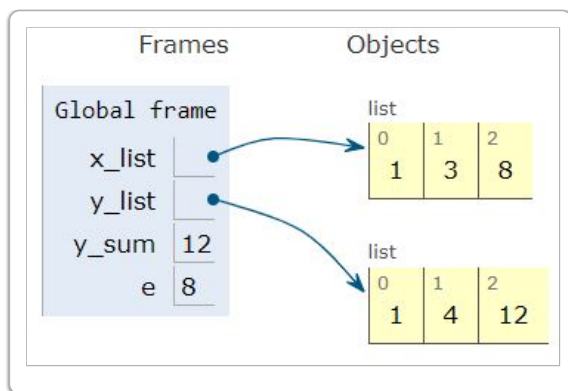 Frames Objects
Global frame
x_list
y_list
y_sum 12
e 8
list
0 1 2
1 3 8
list
0 1 2
1 4 12